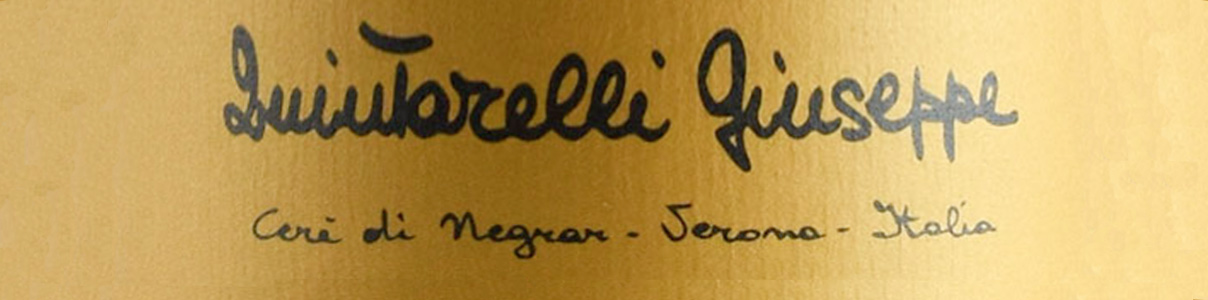 Quintarelli Giuseppe
Cerè di Negrar - Verona - Italia